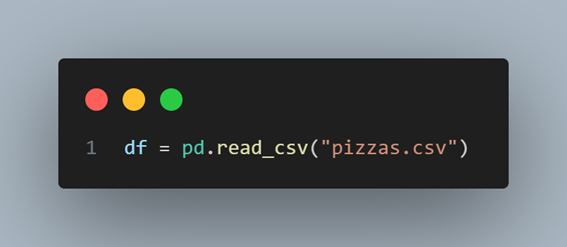 1 df = pd.read_csv("pizzas.csv")